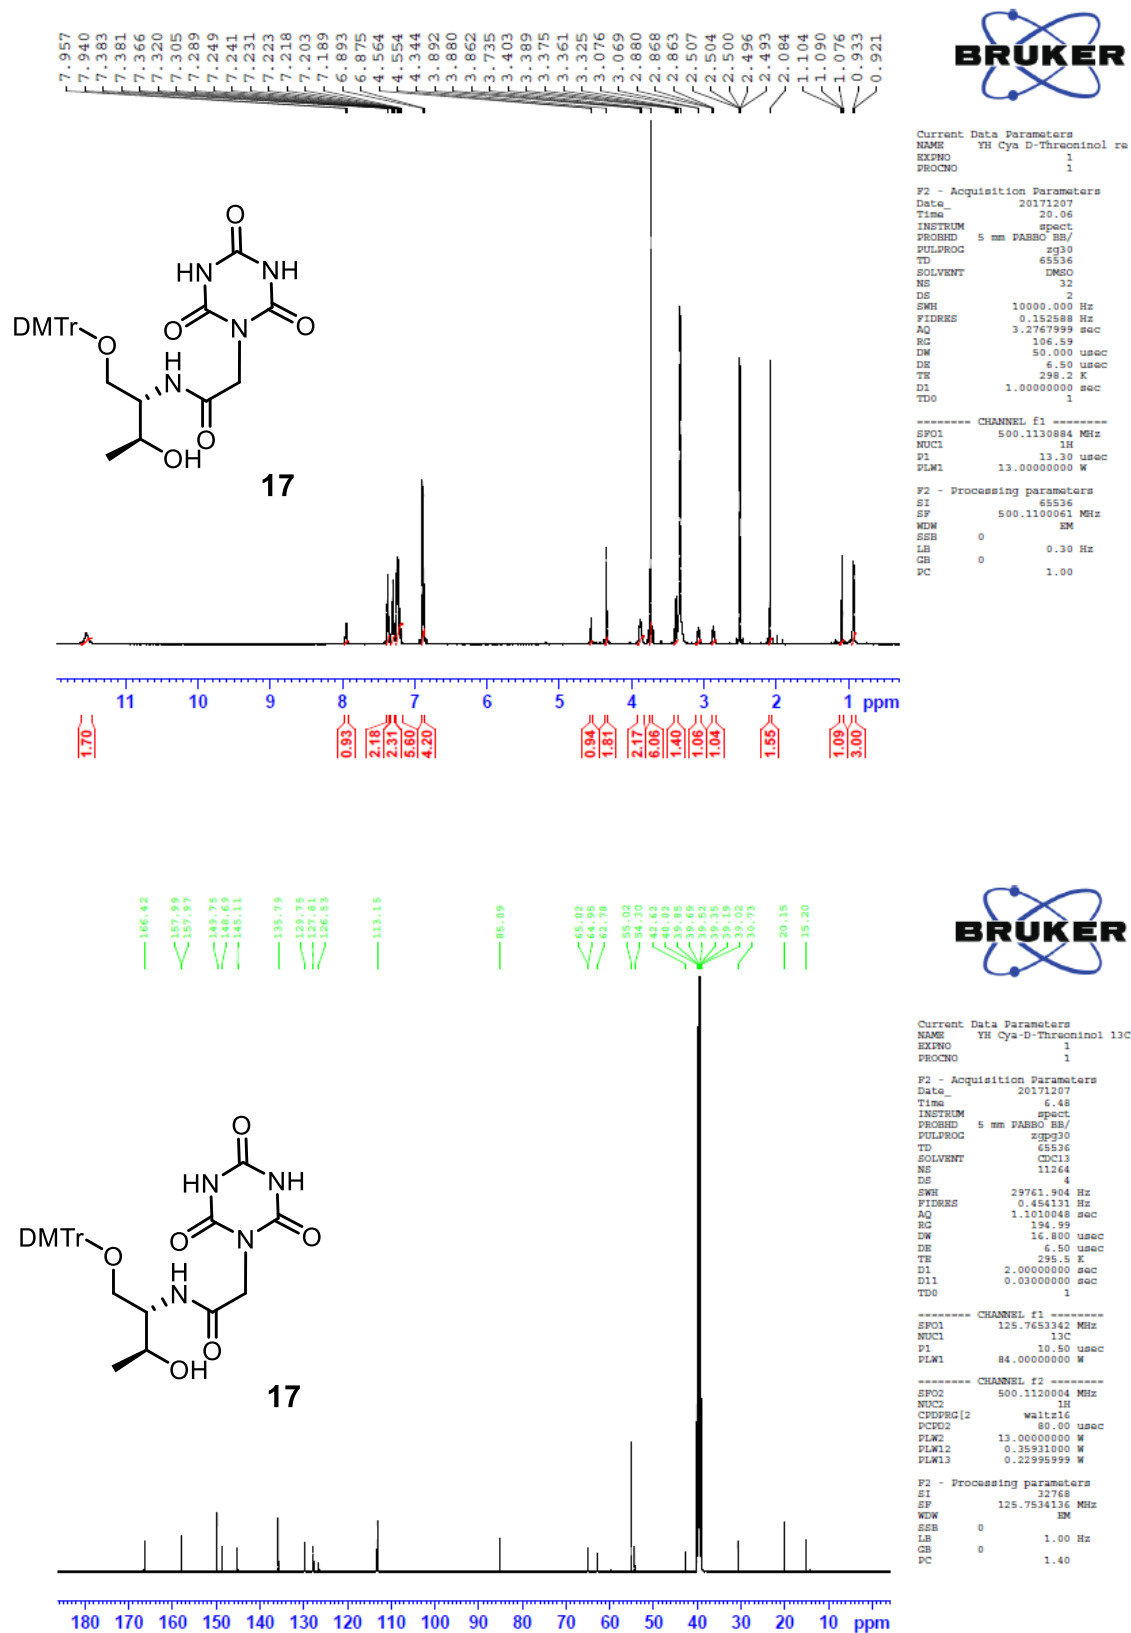 7.957
7.940
7.383
7.381
7.366
7.320
7.305
7.289
7.249
7.241
7.231
7.223
7.218
7.203
7.189
6.893
6.875
4.564
4.554
4.344
3.892
3.880
3.862
3.735
3.403
3.389
3.375
3.361
3.325
3.076
3.069
2.880
2.868
2.863
2.507
2.504
2.500
2.496
2.493
2.084
1.104
1.090
1.076
0.933
0.921
BRUKER
Current Data Parameters
NAME YH Cya D-Threoninol re
EXPNO 1
PROCNO 1
F2 - Acquisition Parameters
Date_ 20171207
Time 20.06
INSTRUM spect
PROBHD 5 mm PABBO BB/
PULPROG zg30
TD 65536
SOLVENT DMSO
NS 32
DS 2
SWH 10000.000 Hz
FIDRES 0.152588 Hz
AQ 3.2767999 sec
RG 106.59
DW 50.000 usec
DE 6.50 usec
TE 298.2 K
D1 1.00000000 sec
TD0 1
======== CHANNEL f1 ========
SFO1 500.1130884 MHz
NUC1 1H
P1 13.30 usec
PLW1 13.00000000 W
F2 - Processing parameters
SI 65536
SF 500.1100061 MHz
WDW EM
SSB 0
LB 0.30 Hz
GB 0
PC 1.00
O
HN NH
O N O
DMTr O
H
N
O
OH
17
11 10 9 8 7 6 5 4 3 2 1 ppm
1.70
0.93
2.18
2.31
5.60
4.20
0.94
1.81
2.17
6.06
1.40
1.06
1.04
1.55
1.09
3.00
166.42
157.99
157.97
149.75
148.69
145.11
135.79
129.75
127.81
126.53
113.15
85.09
65.02
64.95
62.78
55.02
54.30
42.62
40.02
39.85
39.69
39.52
39.35
39.19
39.02
30.73
20.15
15.20
BRUKER
Current Data Parameters
NAME YH Cya-D-Threoninol 13C
EXPNO 1
PROCNO 1
F2 - Acquisition Parameters
Date_ 20171207
Time 6.48
INSTRUM spect
PROBHD 5 mm PABBO BB/
PULPROG zgpg30
TD 65536
SOLVENT CDCl3
NS 11264
DS 4
SWH 29761.904 Hz
FIDRES 0.454131 Hz
AQ 1.1010048 sec
RG 194.99
DW 16.800 usec
DE 6.50 usec
TE 295.5 K
D1 2.00000000 sec
D11 0.03000000 sec
TD0 1
======== CHANNEL f1 ========
SFO1 125.7653342 MHz
NUC1 13C
P1 10.50 usec
PLW1 84.00000000 W
======== CHANNEL f2 ========
SFO2 500.1120004 MHz
NUC2 1H
CPDPRG[2 waltz16
PCPD2 80.00 usec
PLW2 13.00000000 W
PLW12 0.35931000 W
PLW13 0.22995999 W
F2 - Processing parameters
SI 32768
SF 125.7534136 MHz
WDW EM
SSB 0
LB 1.00 Hz
GB 0
PC 1.40
O
HN NH
O N O
DMTr O
H
N
O
OH
17
180 170 160 150 140 130 120 110 100 90 80 70 60 50 40 30 20 10 ppm